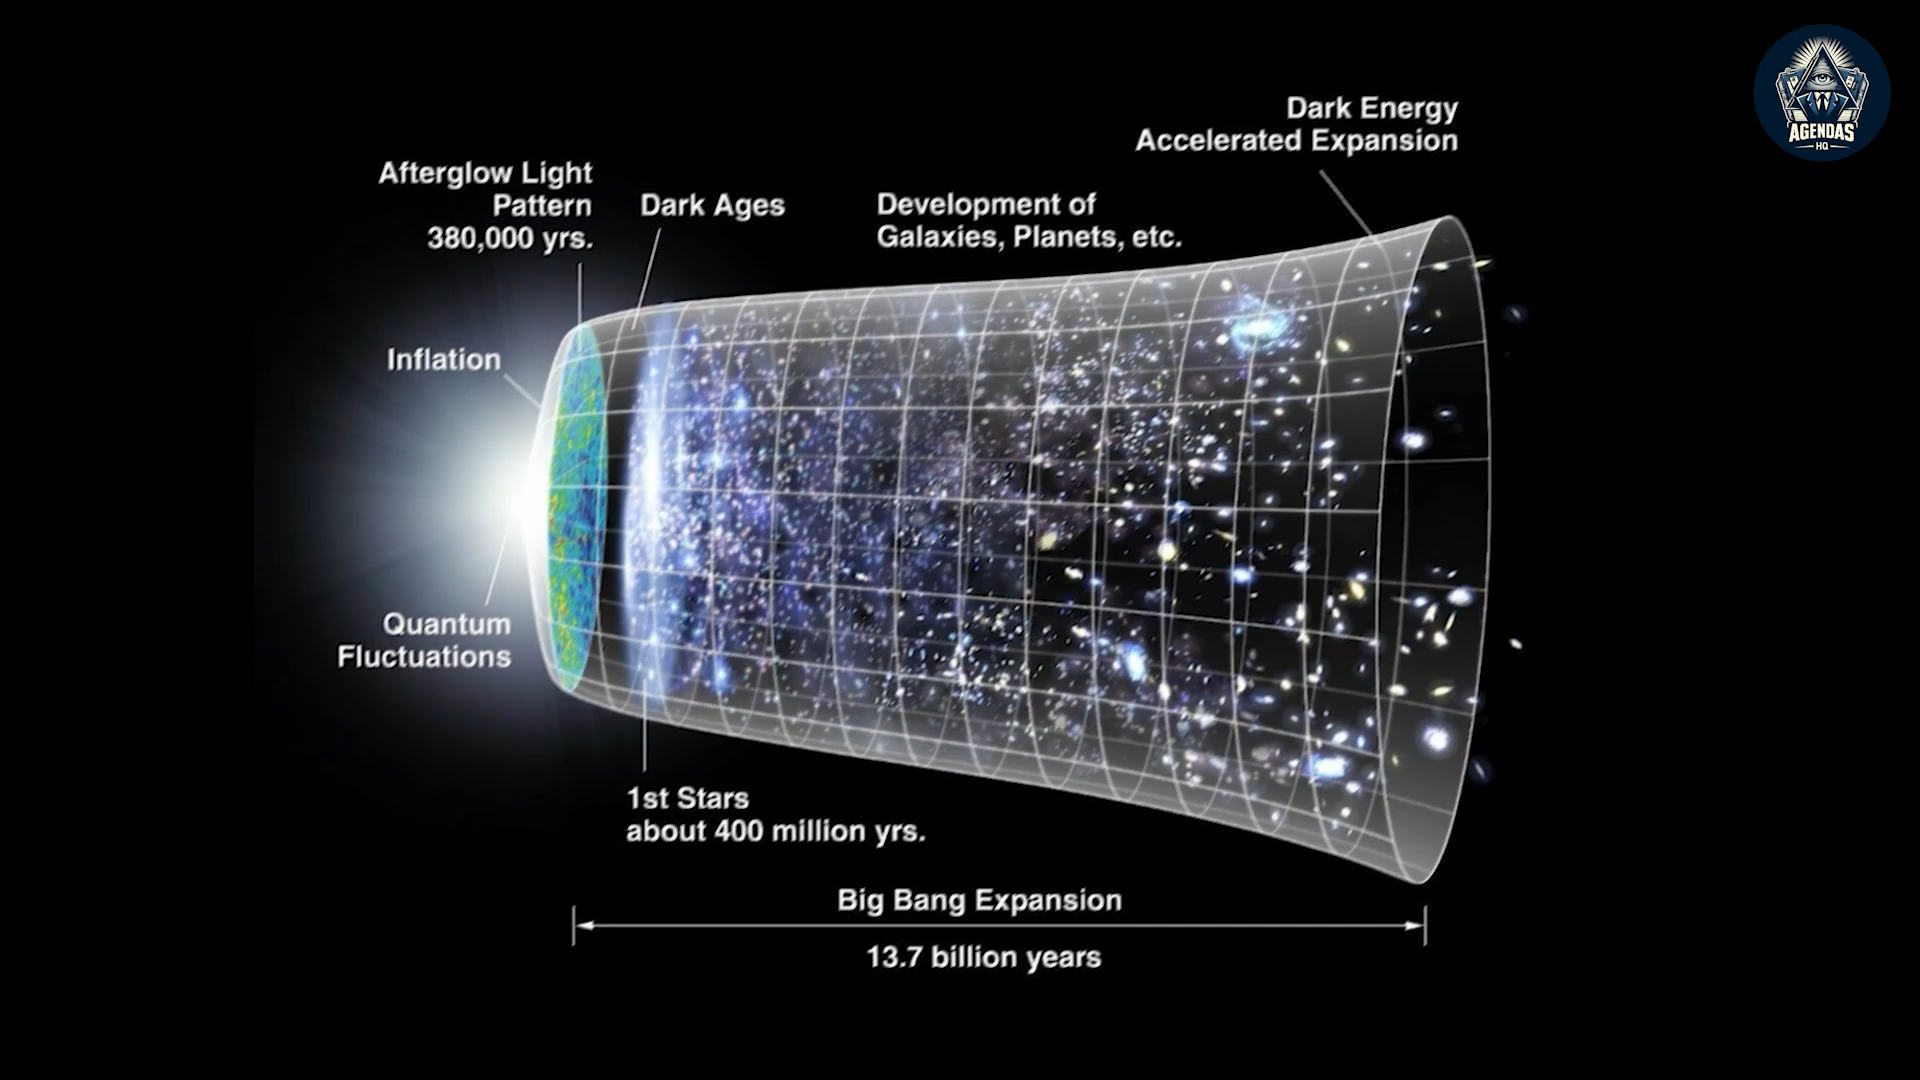 Dark Energy
Accelerated Expansion
Afterglow Light
Pattern
380,000 yrs.
Dark Ages
Development of
Galaxies, Planets, etc.
Inflation
Quantum
Fluctuations
1st Stars
about 400 million yrs.
Big Bang Expansion
13.7 billion years
AGENDAS
HQ